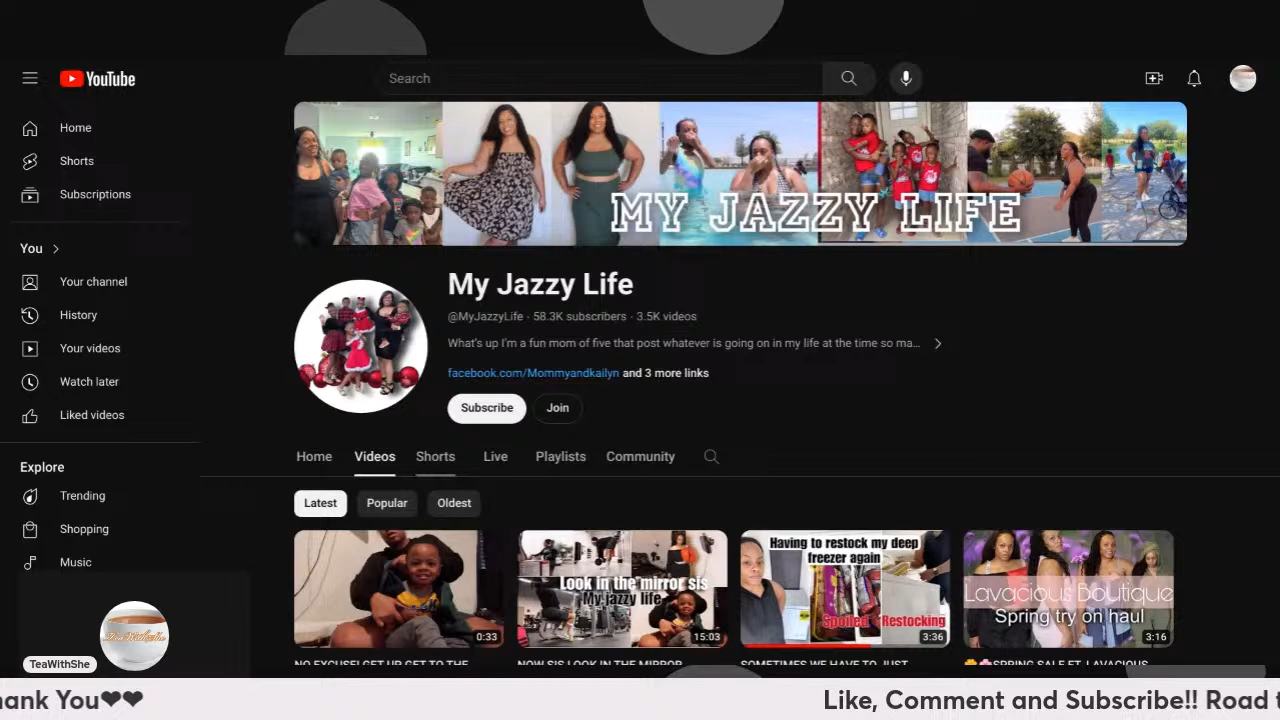 YouTube
Search
Home
Shorts
Subscriptions
You
Your channel
History
Your videos
Watch later
Liked videos
Explore
Trending
Shopping
Music
MY JAZZY LIFE
My Jazzy Life
@MyJazzyLife · 58.3K subscribers · 3.5K videos
What's up I'm a fun mom of five that post whatever is going on in my life at the time so ma...
facebook.com/Mommyandkailyn and 3 more links
Subscribe
Join
Home
Videos
Shorts
Live
Playlists
Community
Latest
Popular
Oldest
0:33
Look in the mirror sis
My jazzy life
15:03
Having to restock my deep
freezer again
Spoiled +Restocking
3:36
Lavacious Boutique
Spring try on haul
3:16
NO EXCUSE! GET UP GET TO THE
NOW SIS LOOK IN THE MIRROR
SOMETIMES WE HAVE TO JUST
SPRING SALE FT. LAVACIOUS
TeaWithShe
TeaWithShe
hank You❤❤
Like, Comment and Subscribe!! Road t